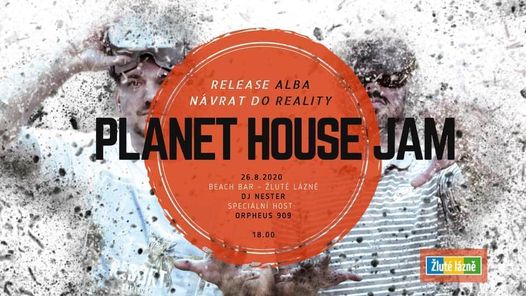 RELEASE ALBA
NÁVRAT DO REALITY
PLANET HOUSE JAM
26.8.2020
BEACH BAR - ŽLUTÉ LÁZNĚ
DJ NESTER
SPECIÁLNÍ HOST
ORPHEUS 909
18.00
Žluté lázně